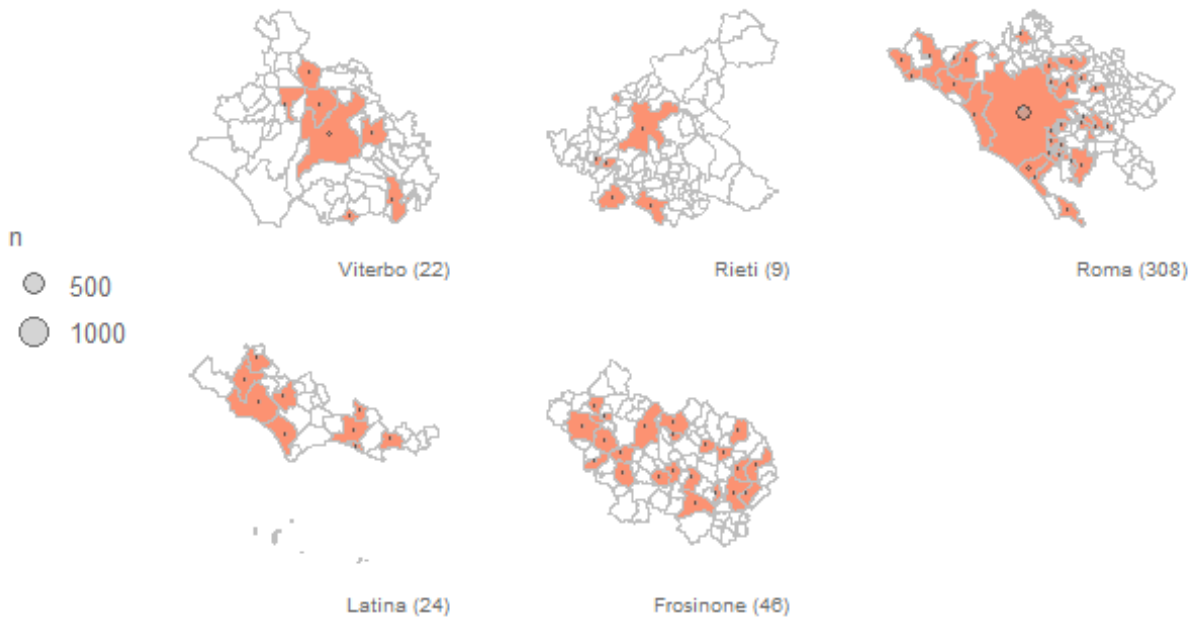 Viterbo (22)
Rieti (9)
Roma (308)
n
500
1000
Latina (24)
Frosinone (46)